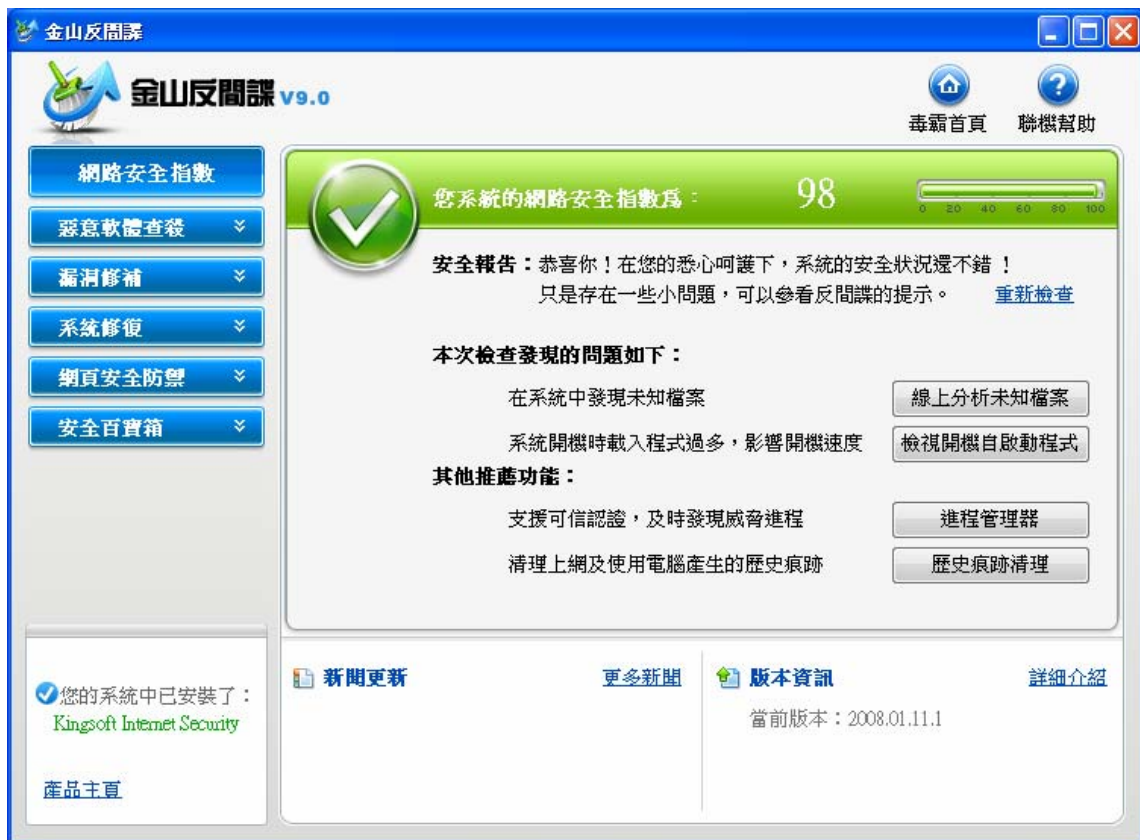 金山反間諜
金山反間諜 V9.0
毒霸首頁
聯機幫助
網路安全指數
惡意軟體查殺
漏洞修補
系統修復
網頁安全防禦
安全百寶箱
您系統的網路安全指數為：
98
0 20 40 60 80 100
安全報告：恭喜你！在您的悉心呵護下，系統的安全狀況還不錯！
只是存在一些小問題，可以參看反間諜的提示。
重新檢查
本次檢查發現的問題如下：
在系統中發現未知檔案
線上分析未知檔案
系統開機時載入程式過多，影響開機速度
檢視開機自啟動程式
其他推薦功能：
支援可信認證，及時發現威脅進程
進程管理器
清理上網及使用電腦產生的歷史痕跡
歷史痕跡清理
您的系統中已安裝了：
Kingsoft Internet Security
產品主頁
新聞更新
更多新聞
版本資訊
詳細介紹
當前版本：2008.01.11.1